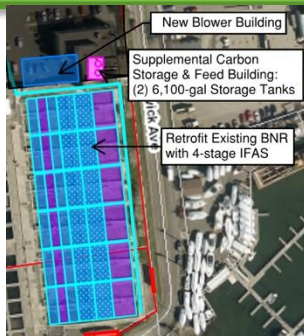 New Blower Building
Supplemental Carbon
Storage & Feed Building:
(2) 6,100-gal Storage Tanks
Retrofit Existing BNR
with 4-stage IFAS